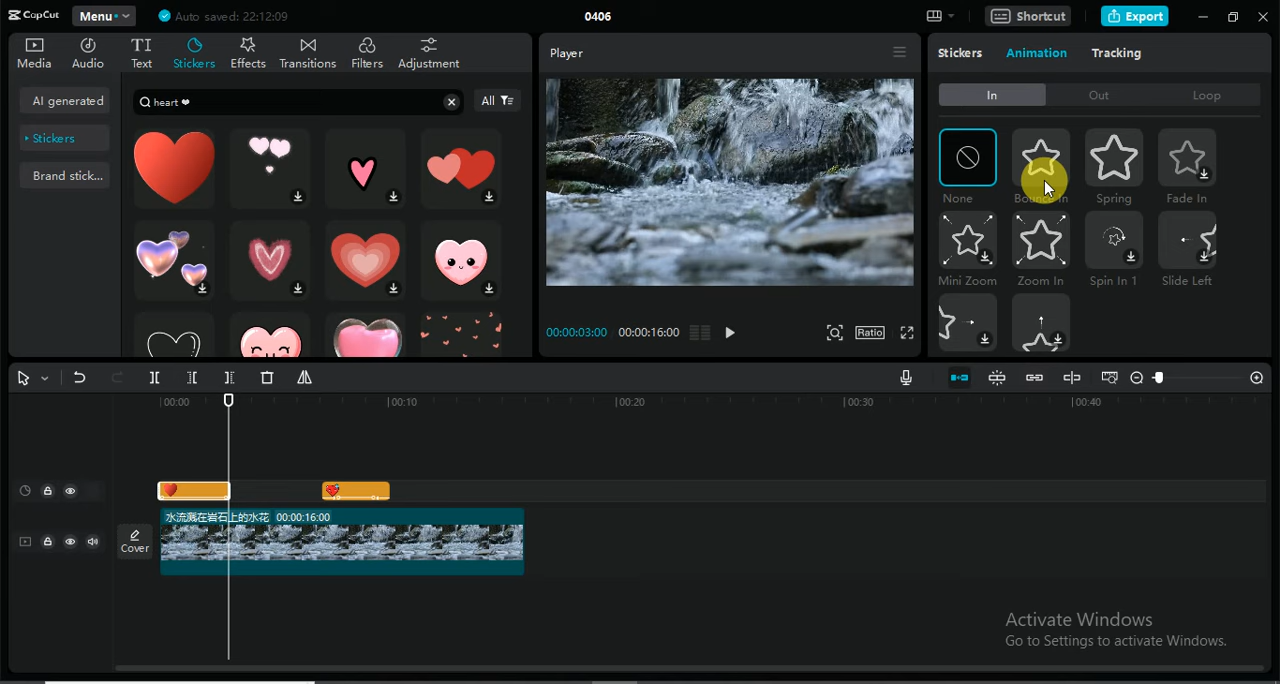 CapCut Menu Auto saved: 22:12:09 0406 Shortcut Export
Media Audio Text Stickers Effects Transitions Filters Adjustment
TI
AI generated
Stickers
Brand stick...
heart ❤ All
Player
00:00:03:00 00:00:16:00 Ratio
Stickers Animation Tracking
In Out Loop
None Bounce In Spring Fade In
Mini Zoom Zoom In Spin In 1 Slide Left
00:00 00:10 00:20 00:30 00:40
Cover
水流溅在岩石上的水花 00:00:16:00
Activate Windows
Go to Settings to activate Windows.